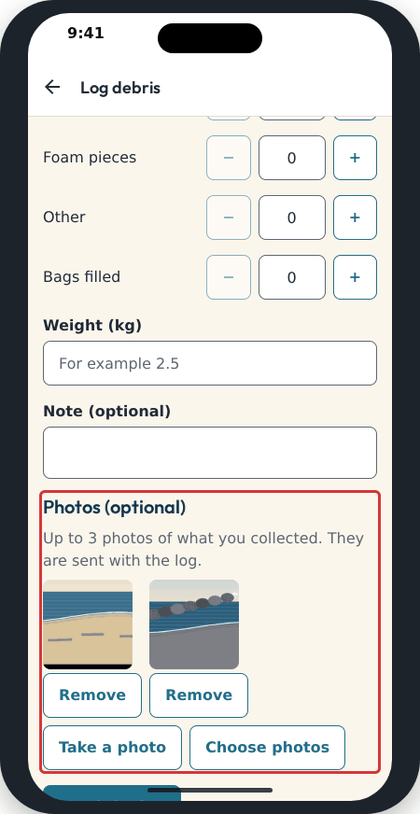 9:41
Log debris
Foam pieces
− 0 +
Other
− 0 +
Bags filled
− 0 +
Weight (kg)
For example 2.5
Note (optional)
Photos (optional)
Up to 3 photos of what you collected. They
are sent with the log.
Remove Remove
Take a photo Choose photos